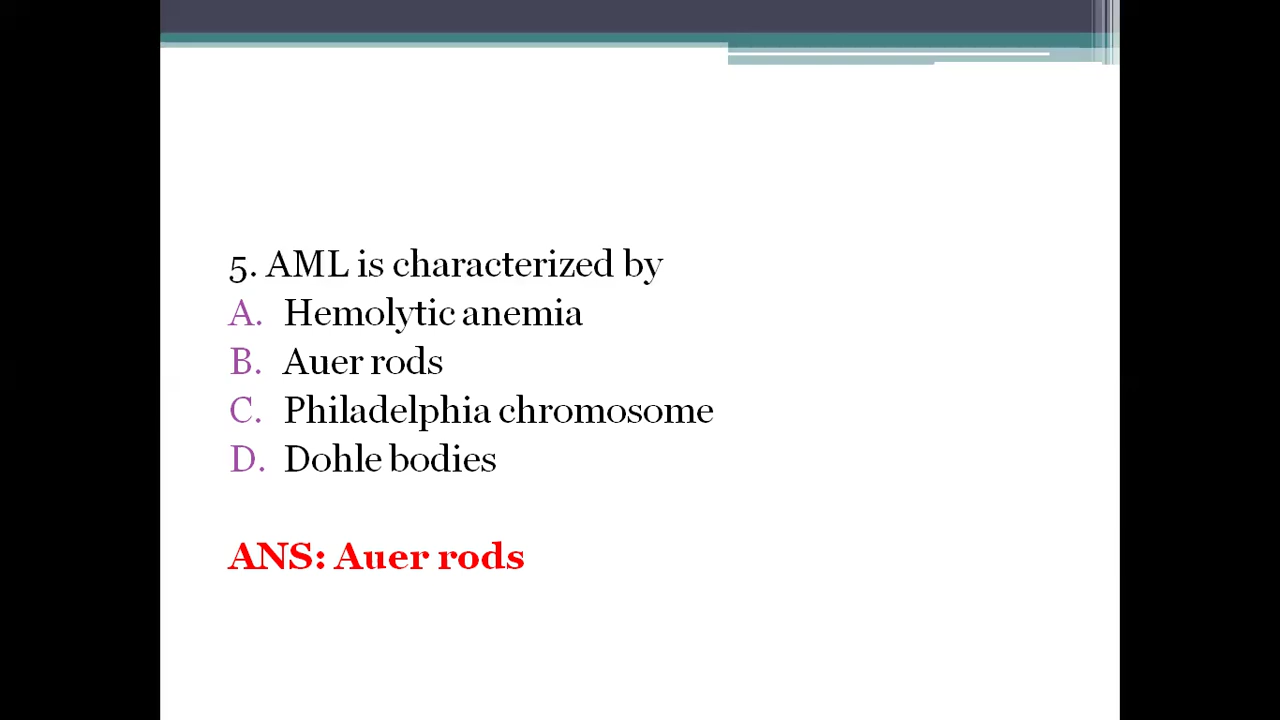 5. AML is characterized by
A. Hemolytic anemia
B. Auer rods
C. Philadelphia chromosome
D. Dohle bodies
ANS: Auer rods